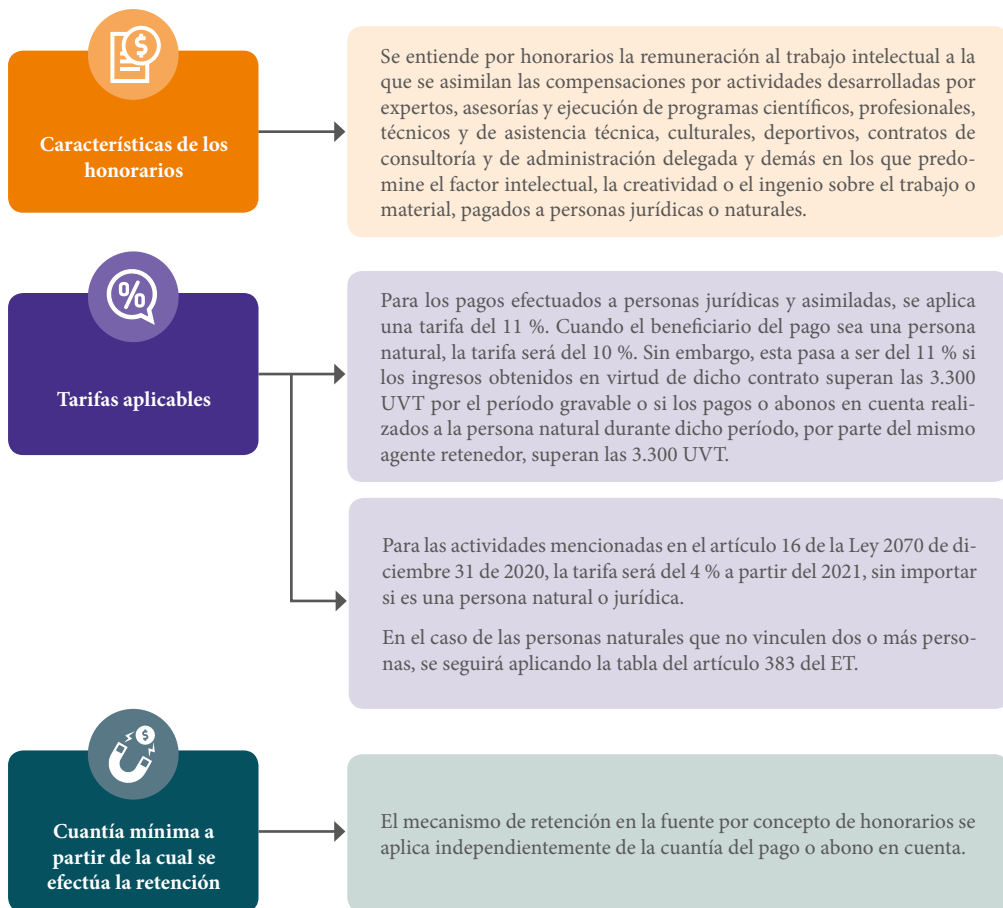 Características de los
honorarios
Se entiende por honorarios la remuneración al trabajo intelectual a la
que se asimilan las compensaciones por actividades desarrolladas por
expertos, asesorías y ejecución de programas científicos, profesionales,
técnicos y de asistencia técnica, culturales, deportivos, contratos de
consultoría y de administración delegada y demás en los que predo-
mine el factor intelectual, la creatividad o el ingenio sobre el trabajo o
material, pagados a personas jurídicas o naturales.
%
Tarifas aplicables
Para los pagos efectuados a personas jurídicas y asimiladas, se aplica
una tarifa del 11 %. Cuando el beneficiario del pago sea una persona
natural, la tarifa será del 10 %. Sin embargo, esta pasa a ser del 11 % si
los ingresos obtenidos en virtud de dicho contrato superan las 3.300
UVT por el período gravable o si los pagos o abonos en cuenta reali-
zados a la persona natural durante dicho período, por parte del mismo
agente retenedor, superan las 3.300 UVT.
Para las actividades mencionadas en el artículo 16 de la Ley 2070 de di-
ciembre 31 de 2020, la tarifa será del 4 % a partir del 2021, sin importar
si es una persona natural o jurídica.
En el caso de las personas naturales que no vinculen dos o más perso-
nas, se seguirá aplicando la tabla del artículo 383 del ET.
Cuantía mínima a
partir de la cual se
efectúa la retención
El mecanismo de retención en la fuente por concepto de honorarios se
aplica independientemente de la cuantía del pago o abono en cuenta.